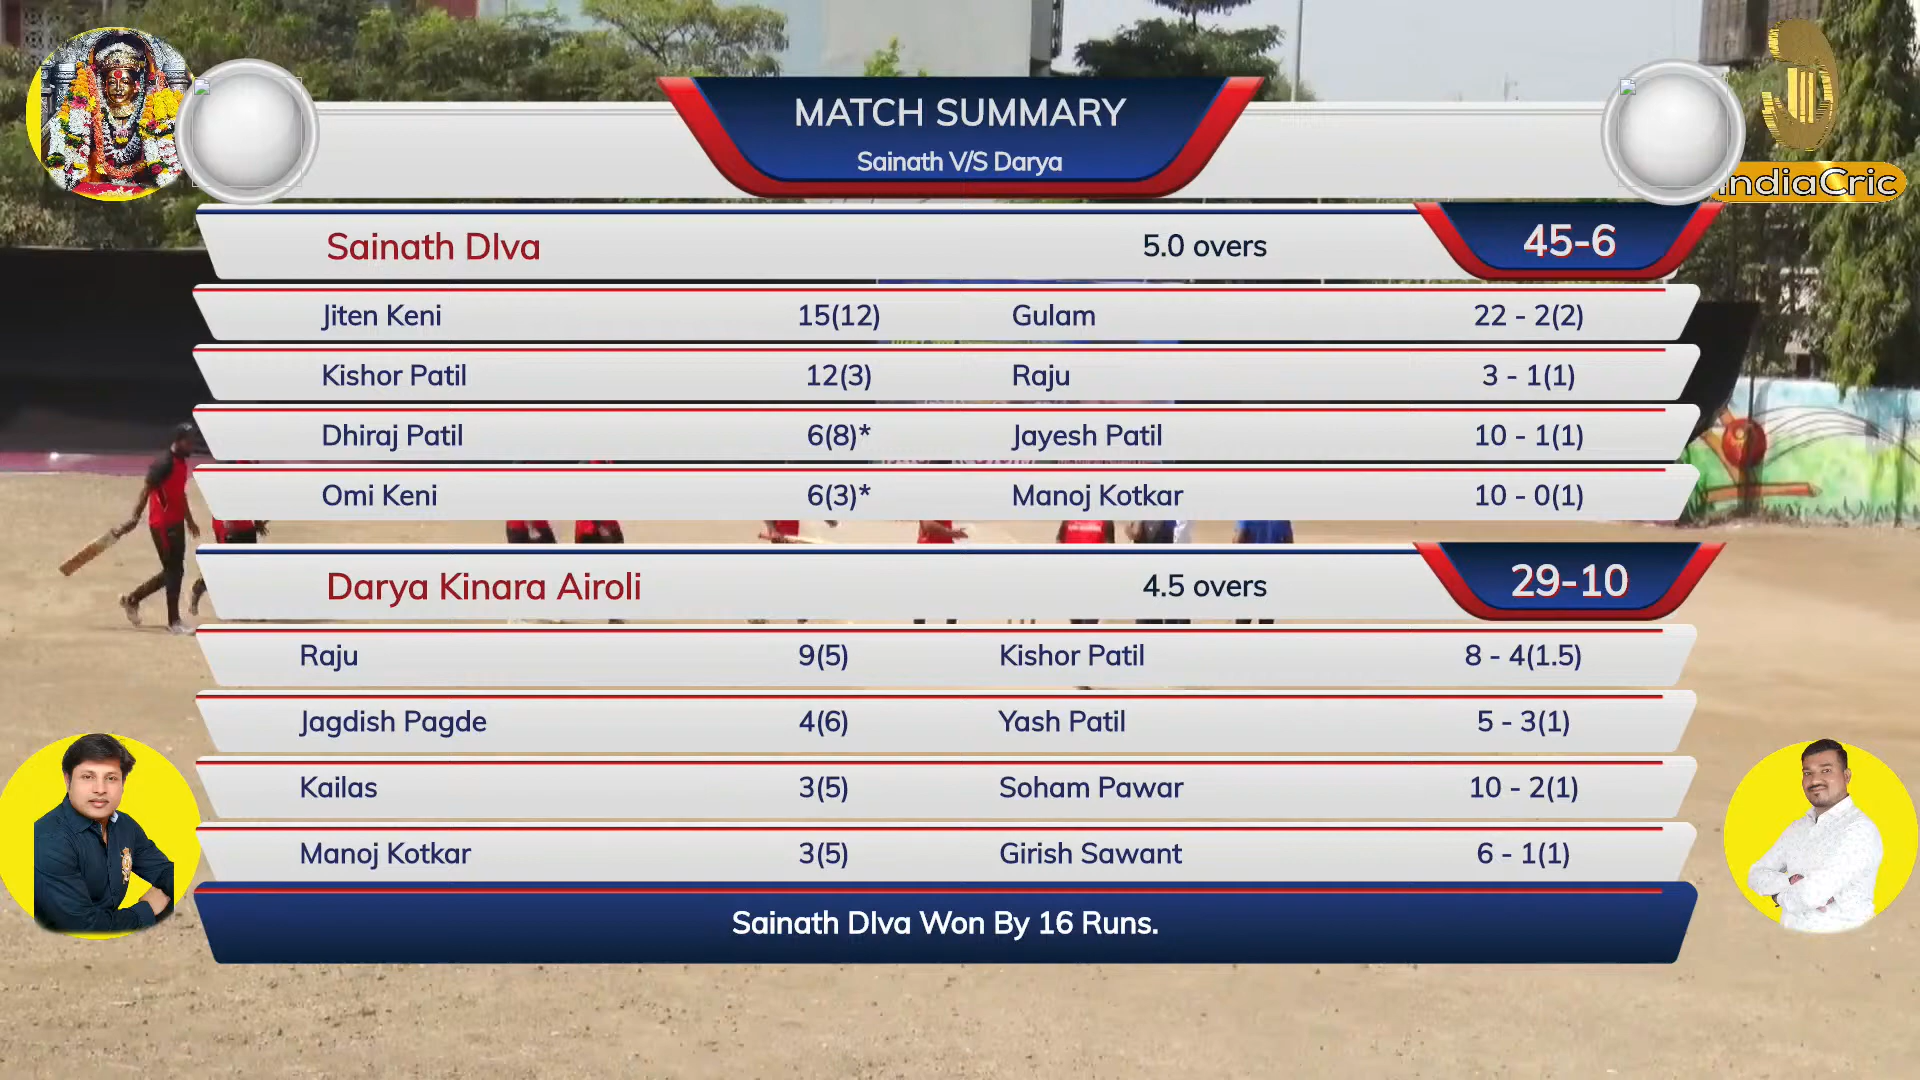 MATCH SUMMARY
Sainath V/S Darya
indiaCric
Sainath DIva 5.0 overs 45-6
Jiten Keni 15(12) Gulam 22 - 2(2)
Kishor Patil 12(3) Raju 3 - 1(1)
Dhiraj Patil 6(8)* Jayesh Patil 10 - 1(1)
Omi Keni 6(3)* Manoj Kotkar 10 - 0(1)
Darya Kinara Airoli 4.5 overs 29-10
Raju 9(5) Kishor Patil 8 - 4(1.5)
Jagdish Pagde 4(6) Yash Patil 5 - 3(1)
Kailas 3(5) Soham Pawar 10 - 2(1)
Manoj Kotkar 3(5) Girish Sawant 6 - 1(1)
Sainath DIva Won By 16 Runs.